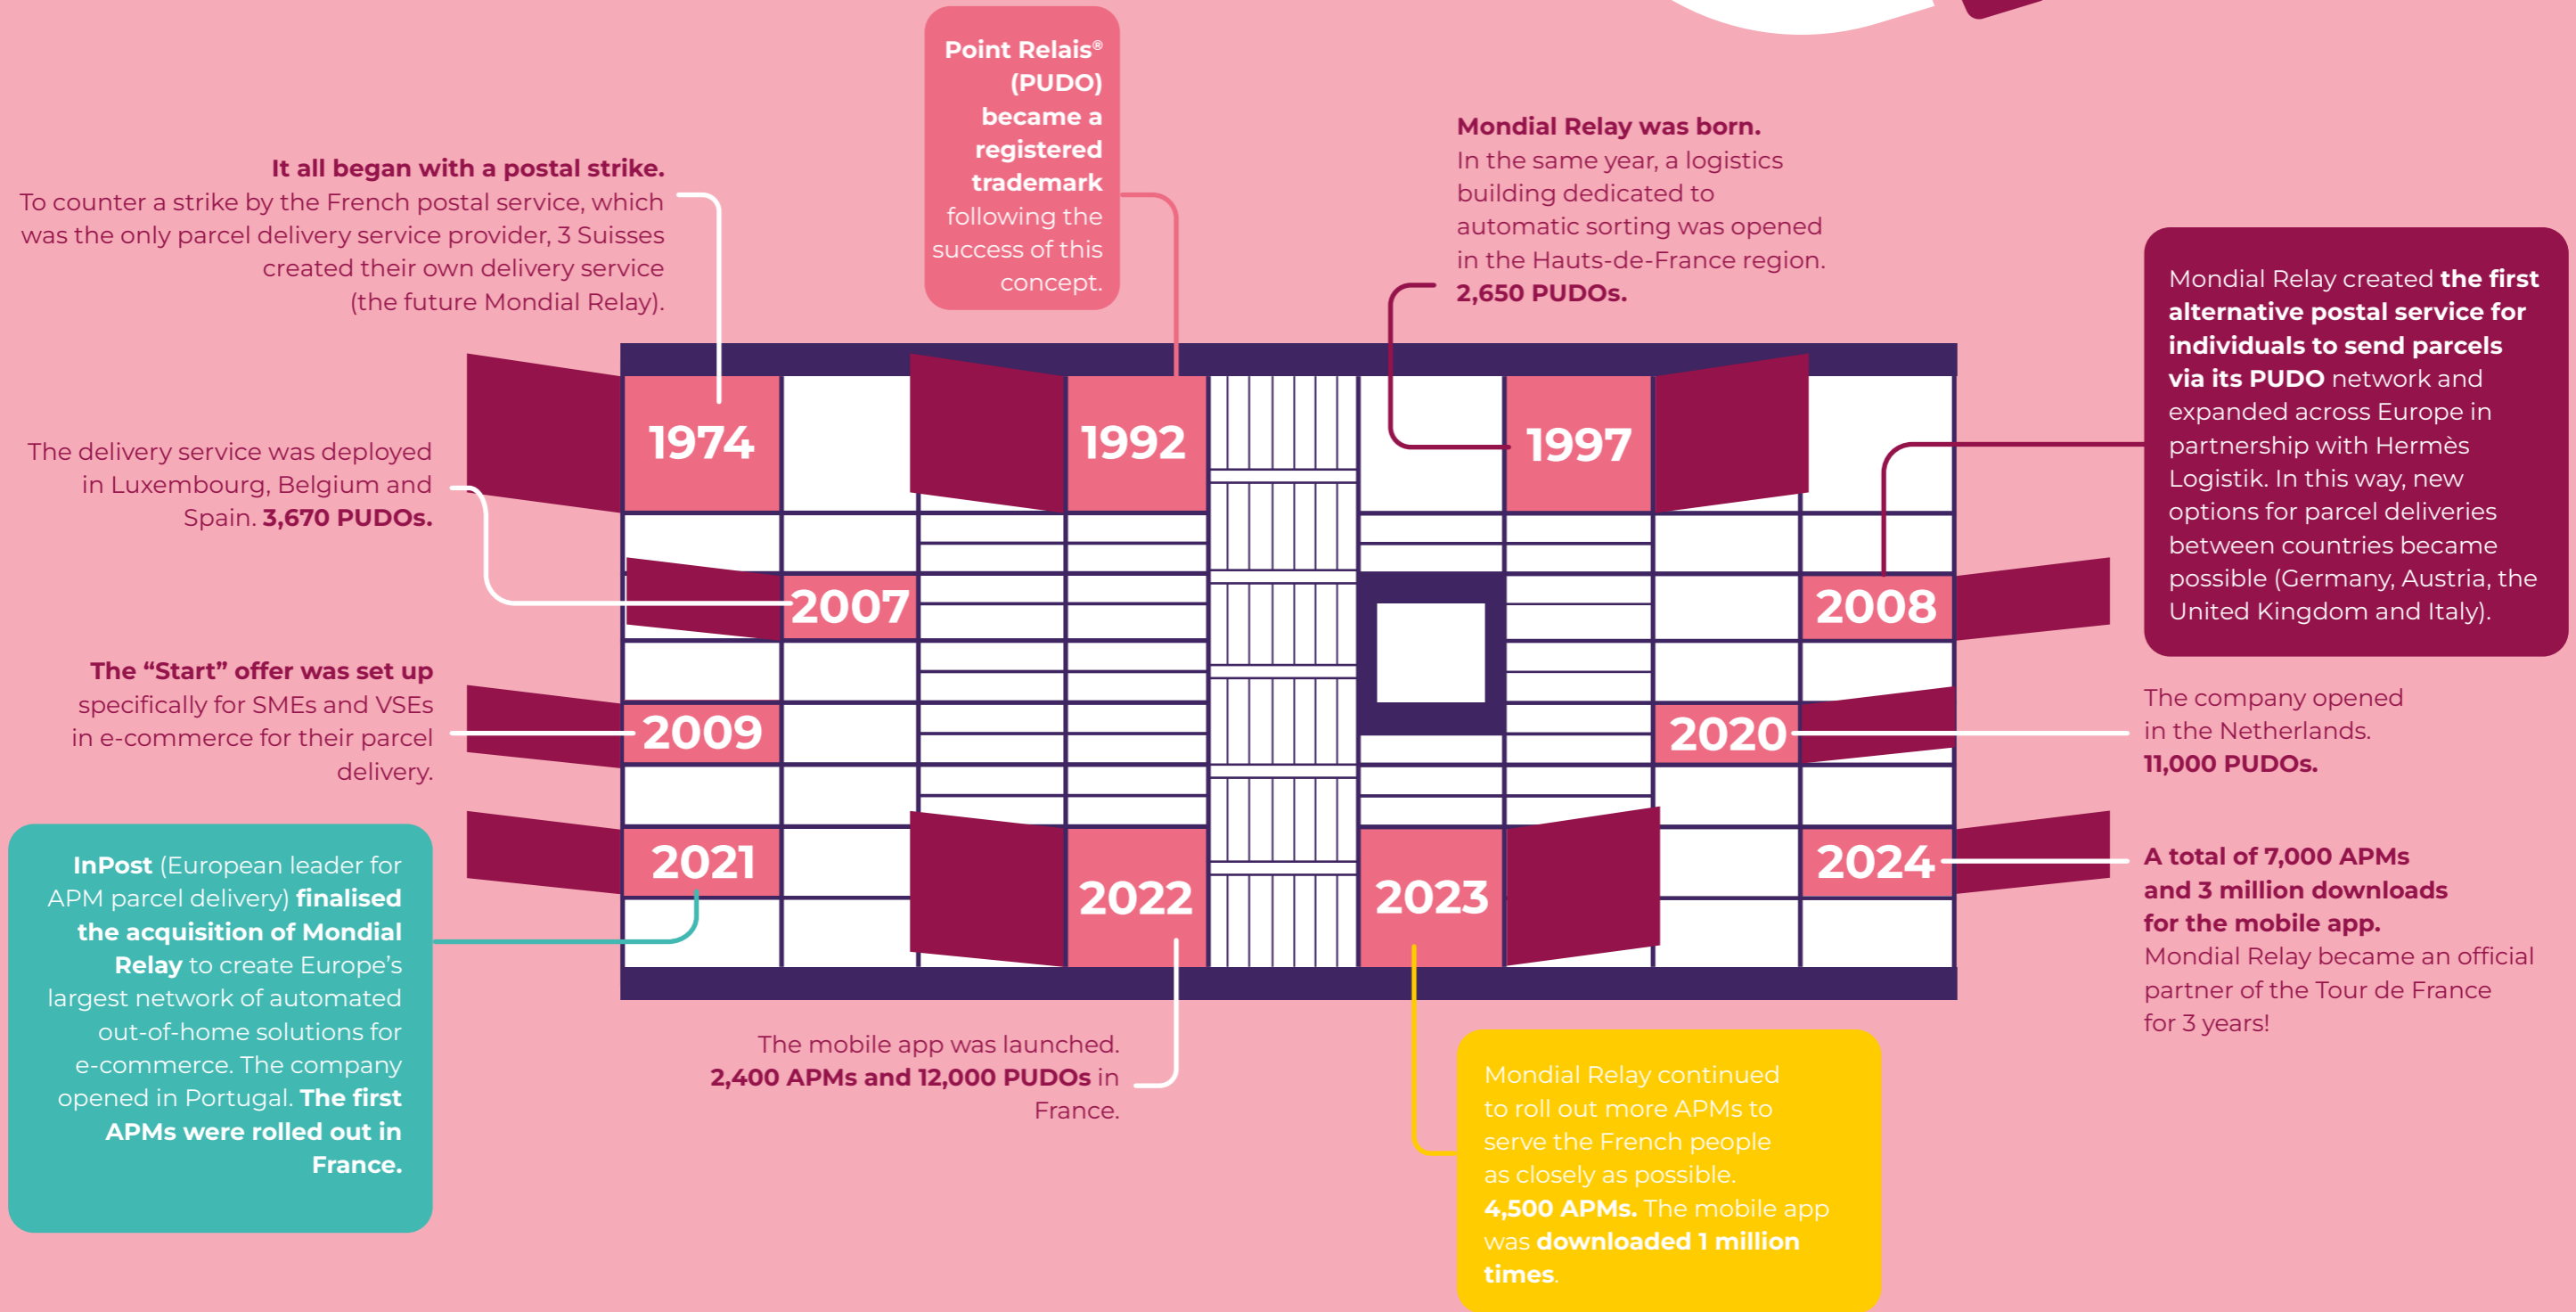 1974
It all began with a postal strike.
To counter a strike by the French postal service, which
was the only parcel delivery service provider, 3 Suisses
created their own delivery service
(the future Mondial Relay).
1992
Point Relais®
(PUDO)
became a
registered
trademark
following the
success of this
concept.
1997
Mondial Relay was born.
In the same year, a logistics
building dedicated to
automatic sorting was opened
in the Hauts-de-France region.
2,650 PUDOs.
2007
The delivery service was deployed
in Luxembourg, Belgium and
Spain. 3,670 PUDOs.
2008
Mondial Relay created the first
alternative postal service for
individuals to send parcels
via its PUDO network and
expanded across Europe in
partnership with Hermès
Logistik. In this way, new
options for parcel deliveries
between countries became
possible (Germany, Austria, the
United Kingdom and Italy).
2009
The “Start” offer was set up
specifically for SMEs and VSEs
in e-commerce for their parcel
delivery.
2020
The company opened
in the Netherlands.
11,000 PUDOs.
2021
InPost (European leader for
APM parcel delivery) finalised
the acquisition of Mondial
Relay to create Europe’s
largest network of automated
out-of-home solutions for
e-commerce. The company
opened in Portugal. The first
APMs were rolled out in
France.
2022
The mobile app was launched.
2,400 APMs and 12,000 PUDOs in
France.
2023
Mondial Relay continued
to roll out more APMs to
serve the French people
as closely as possible.
4,500 APMs. The mobile app
was downloaded 1 million
times.
2024
A total of 7,000 APMs
and 3 million downloads
for the mobile app.
Mondial Relay became an official
partner of the Tour de France
for 3 years!